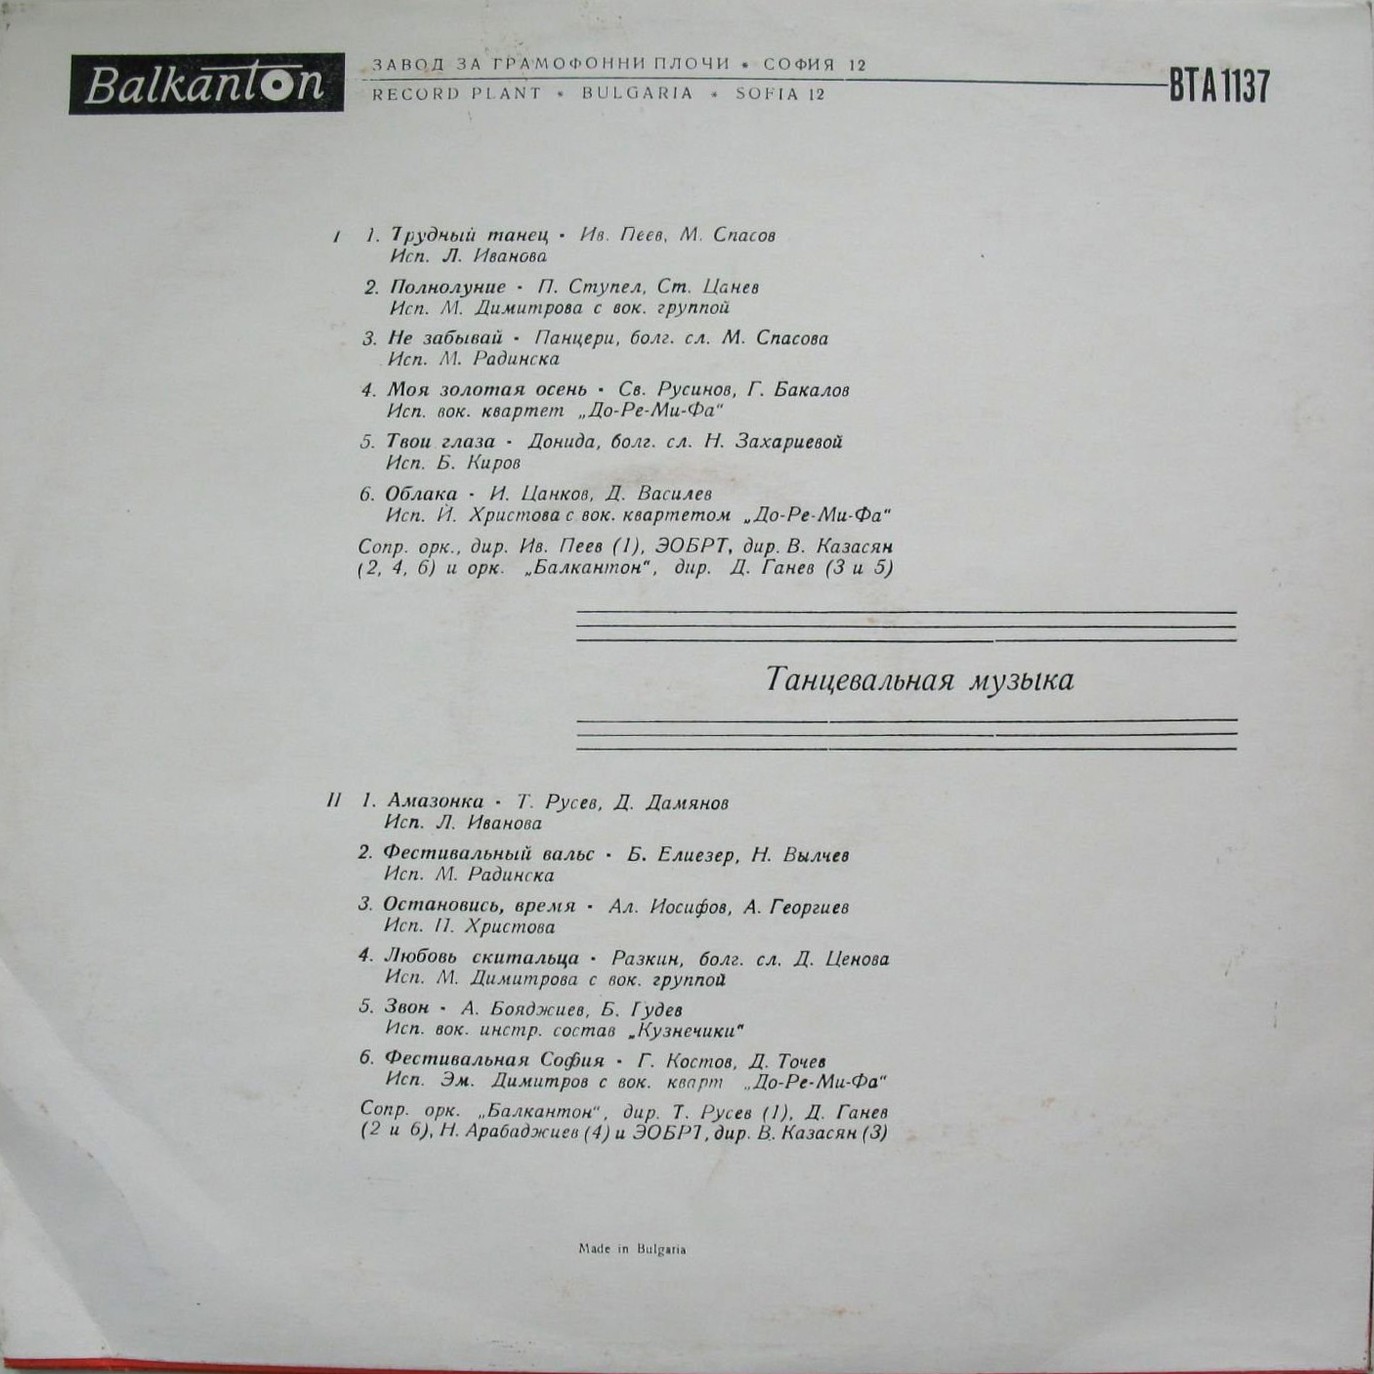 Balkanton
ЗАВОД ЗА ГРАМОФОННИ ПЛОЧИ • СОФИЯ 12
RECORD PLANT • BULGARIA • SOFIA 12
ВТА 1137
I 1. Трудный танец • Ив. Пеев, М. Спасов
Исп. Л. Иванова
2. Полнолуние • П. Ступел, Ст. Цанев
Исп. М. Димитрова с вок. группой
3. Не забывай • Панцери, болг. сл. М. Спасова
Исп. М. Радинска
4. Моя золотая осень • Св. Русинов, Г. Бакалов
Исп. вок. квартет „До-Ре-Ми-Фа"
5. Твои глаза • Донида, болг. сл. Н. Захариевой
Исп. Б. Киров
6. Облака • И. Цанков, Д. Василев
Исп. Й. Христова с вок. квартетом „До-Ре-Ми-Фа"
Сопр. орк., дир. Ив. Пеев (1), ЭОБРТ, дир. В. Казасян
(2, 4, 6) и орк. „Балкантон", дир. Д. Ганев (3 и 5)
Танцевальная музыка
II 1. Амазонка • Т. Русев, Д. Дамянов
Исп. Л. Иванова
2. Фестивальный вальс • Б. Елиезер, Н. Вылчев
Исп. М. Радинска
3. Остановись, время • Ал. Иосифов, А. Георгиев
Исп. Й. Христова
4. Любовь скитальца • Разкин, болг. сл. Д. Ценова
Исп. М. Димитрова с вок. группой
5. Звон • А. Бояджиев, Б. Гудев
Исп. вок. инстр. состав „Кузнечики"
6. Фестивальная София • Г. Костов, Д. Точев
Исп. Эм. Димитров с вок. кварт „До-Ре-Ми-Фа"
Сопр. орк. „Балкантон", дир. Т. Русев (1), Д. Ганев
(2 и 6), Н. Арабаджиев (4) и ЭОБРТ, дир. В. Казасян (3)
Made in Bulgaria